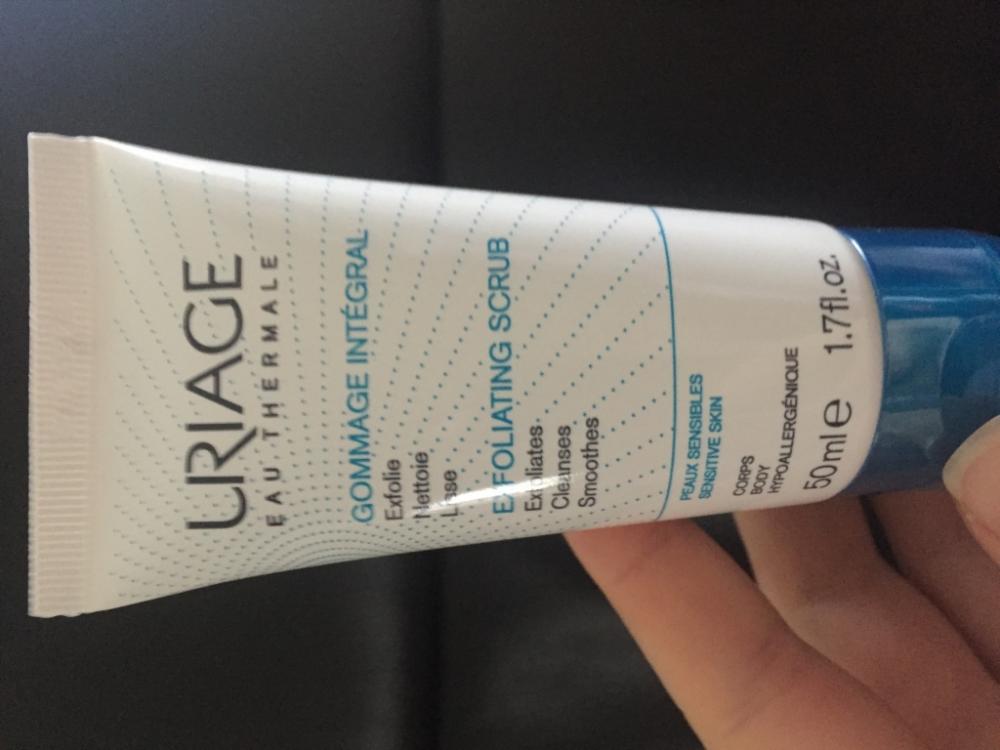 URIAGE
EAU THERMALE
GOMMAGE INTÉGRAL
Exfolie
Nettoie
Lisse
EXFOLIATING SCRUB
Exfoliates
Cleanses
Smoothes
PEAUX SENSIBLES
SENSITIVE SKIN
CORPS
BODY
HYPOALLERGÉNIQUE
50ml e 1.7fl.oz.